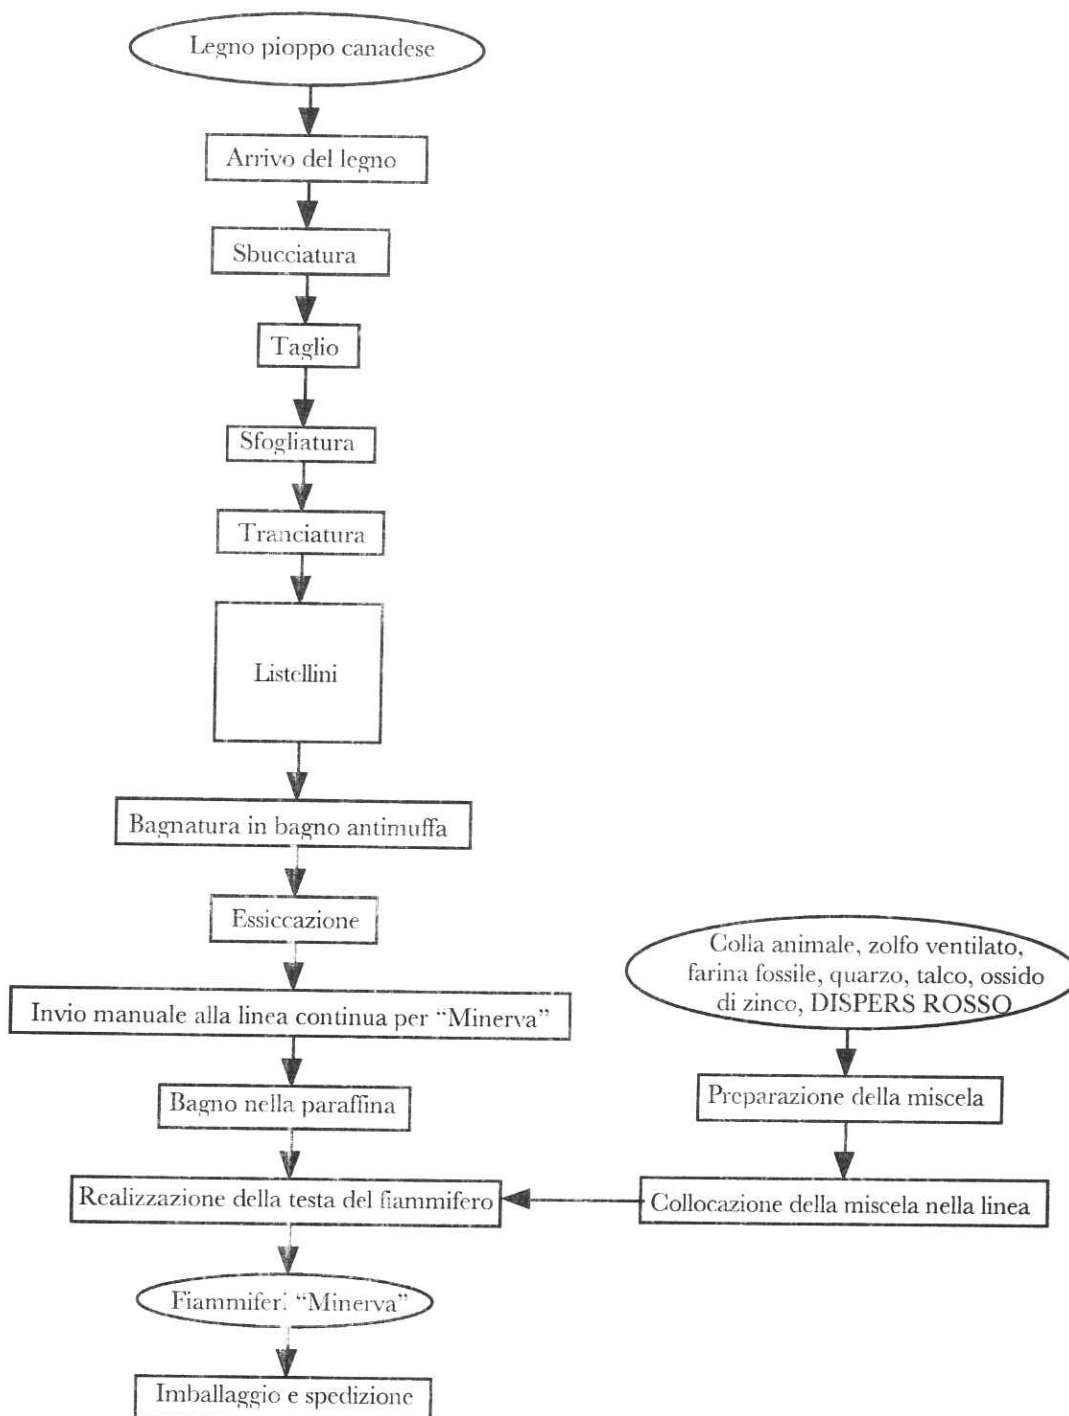 Legno pioppo canadese
Arrivo del legno
Sbucciatura
Taglio
Sfogliatura
Tranciatura
Listellini
Bagnatura in bagno antimuffa
Essiccazione
Invio manuale alla linea continua per “Minerva”
Bagno nella paraffina
Colla animale, zolfo ventilato,
farina fossile, quarzo, talco, ossido
di zinco, DISPERS ROSSO
Preparazione della miscela
Collocazione della miscela nella linea
Realizzazione della testa del fiammifero
Fiammiferi “Minerva”
Imballaggio e spedizione